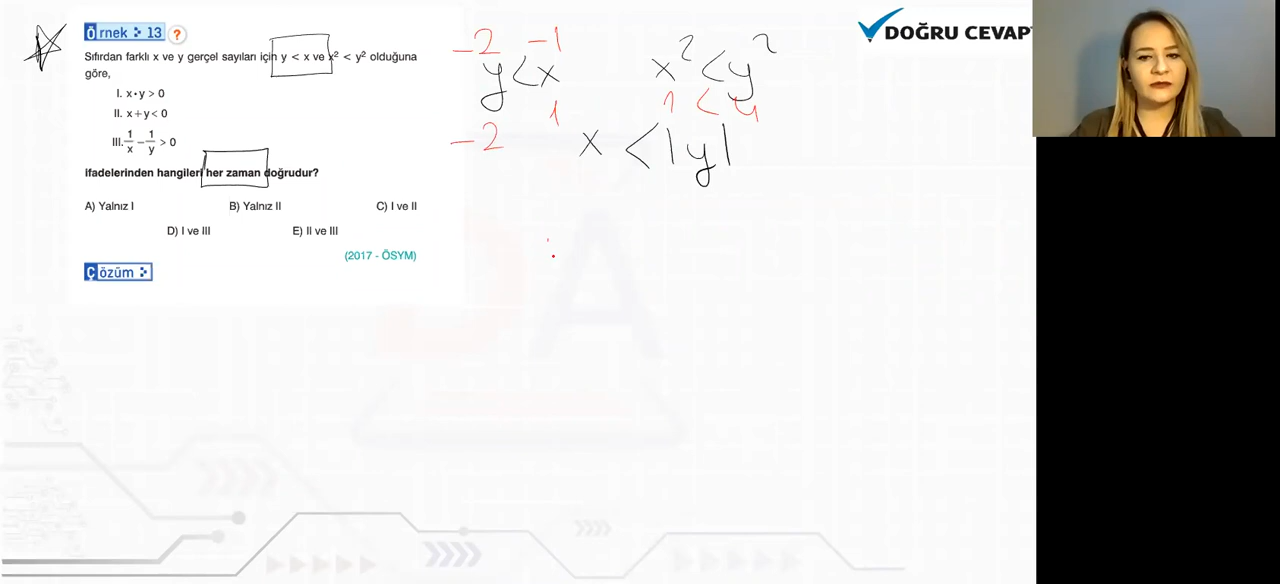 Örnek 13 ?
Sıfırdan farklı x ve y gerçel sayıları için y < x ve x² < y² olduğuna
göre,
I. x•y > 0
II. x+y < 0
III. 1/x − 1/y > 0
ifadelerinden hangileri her zaman doğrudur?
A) Yalnız I B) Yalnız II C) I ve II
D) I ve III E) II ve III
(2017 - ÖSYM)
Çözüm
-2 -1
y < x x² < y²
1 1 < 4
-2 x < |y|
DOĞRU CEVAP